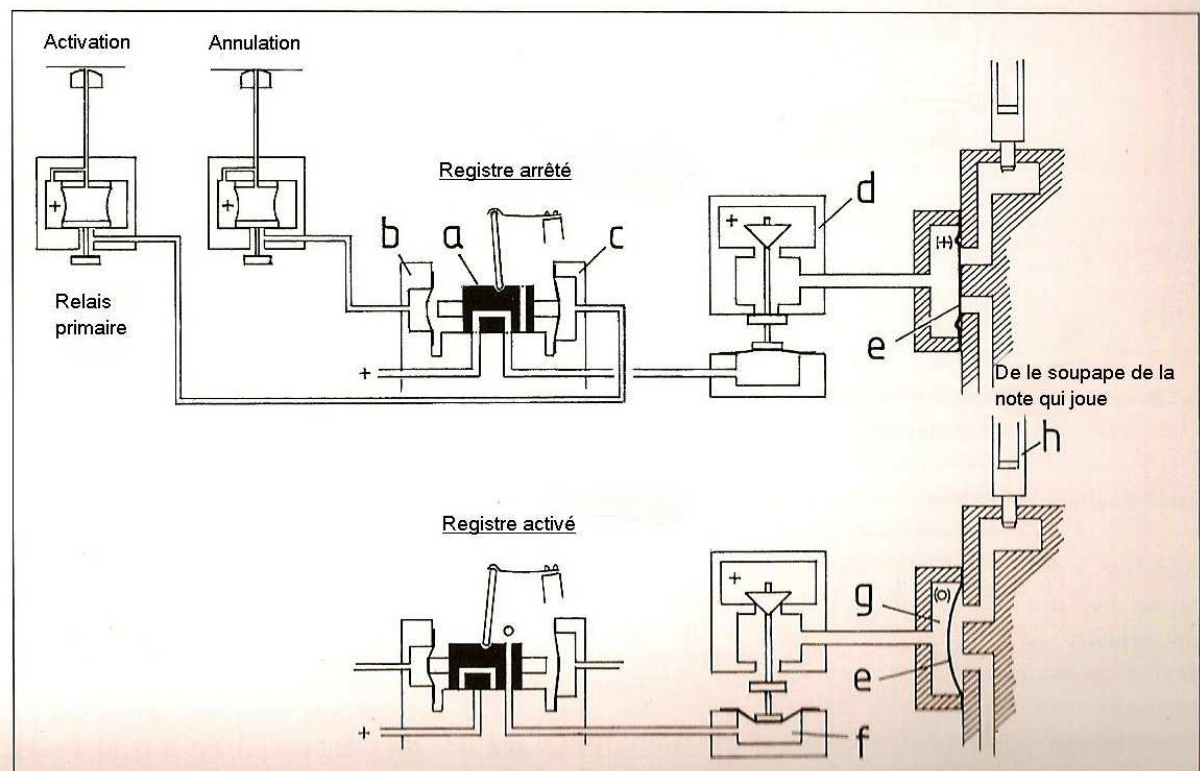 Activation
Annulation
+
+
Relais
primaire
Registre arrêté
b
a
c
+
+
d
(+)
e
De le soupape de la
note qui joue
h
Registre activé
+
+
g
(o)
e
f